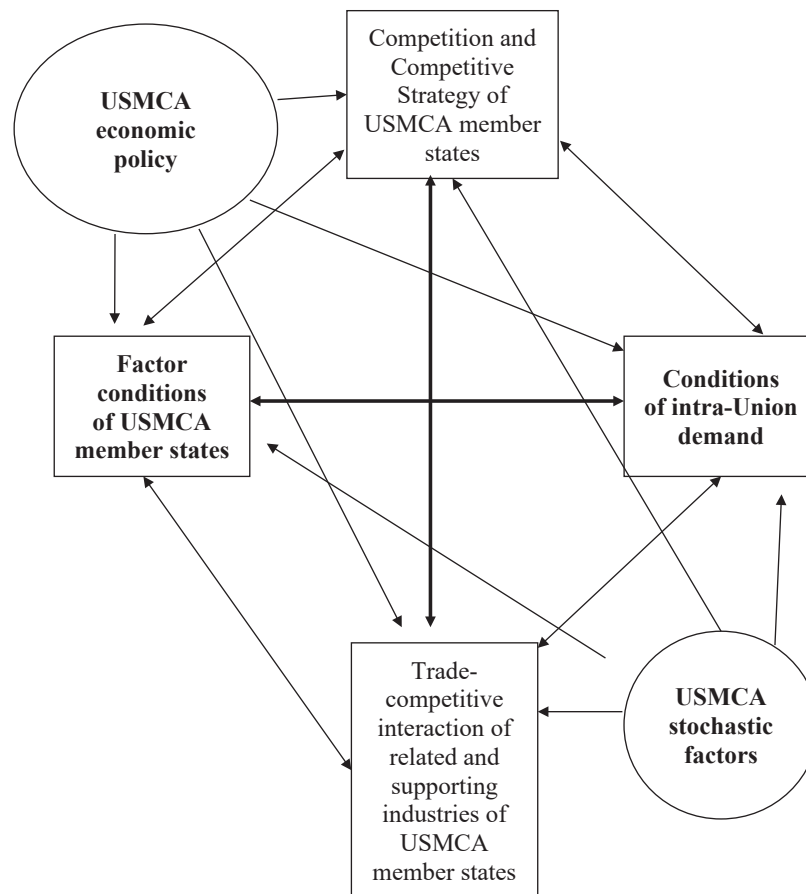 Competition and
Competitive
Strategy of
USMCA member
states
USMCA
economic
policy
Factor
conditions
of USMCA
member states
Conditions
of intra-Union
demand
Trade-
competitive
interaction of
related and
supporting
industries of
USMCA
member states
USMCA
stochastic
factors